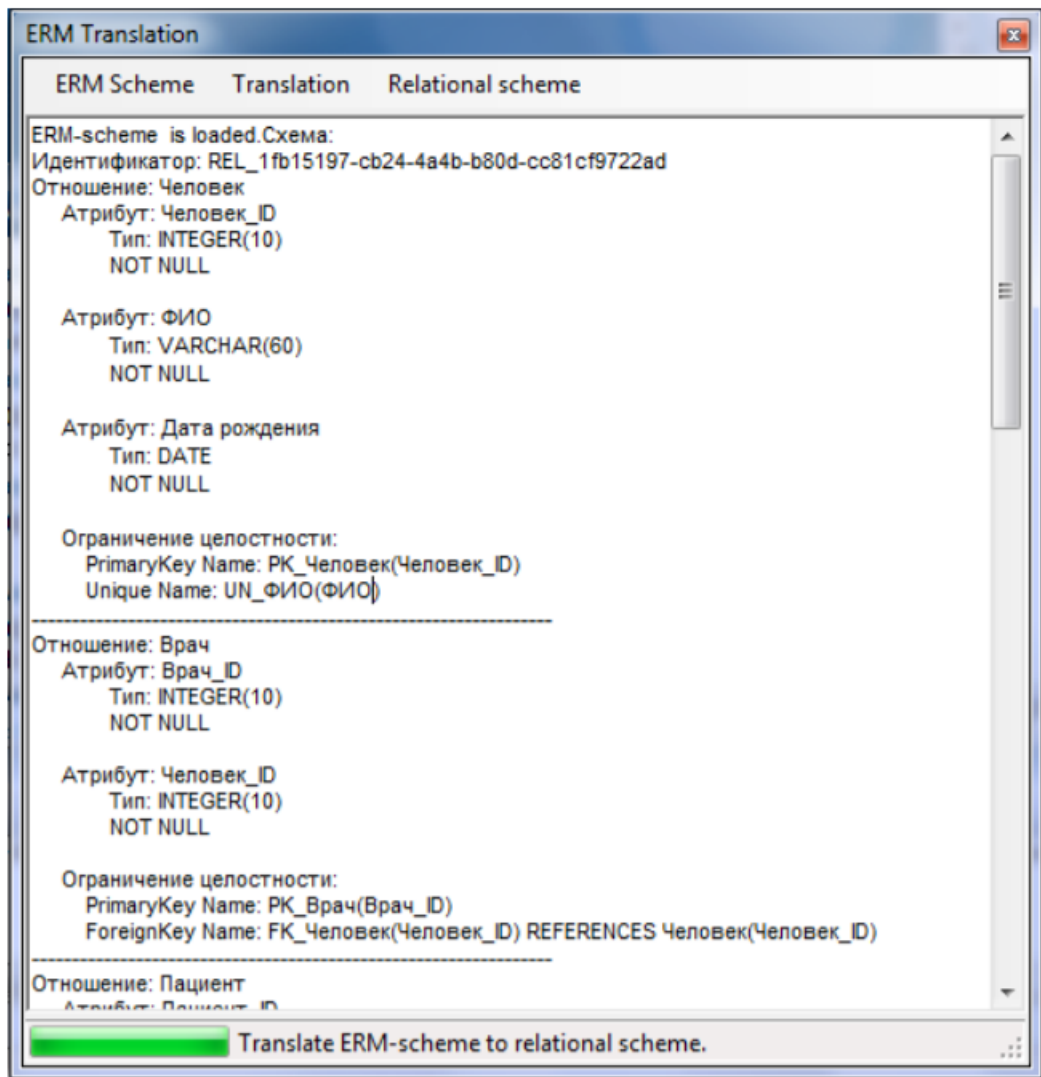 ERM Translation
ERM Scheme Translation Relational scheme
ERM-scheme is loaded.Схема:
Идентификатор: REL_1fb15197-cb24-4a4b-b80d-cc81cf9722ad
Отношение: Человек
Атрибут: Человек_ID
Тип: INTEGER(10)
NOT NULL
Атрибут: ФИО
Тип: VARCHAR(60)
NOT NULL
Атрибут: Дата рождения
Тип: DATE
NOT NULL
Ограничение целостности:
PrimaryKey Name: PK_Человек(Человек_ID)
Unique Name: UN_ФИО(ФИО)
----------------------------------------------------------------
Отношение: Врач
Атрибут: Врач_ID
Тип: INTEGER(10)
NOT NULL
Атрибут: Человек_ID
Тип: INTEGER(10)
NOT NULL
Ограничение целостности:
PrimaryKey Name: PK_Врач(Врач_ID)
ForeignKey Name: FK_Человек(Человек_ID) REFERENCES Человек(Человек_ID)
----------------------------------------------------------------
Отношение: Пациент
Атрибут: Пациент_ID
Translate ERM-scheme to relational scheme.